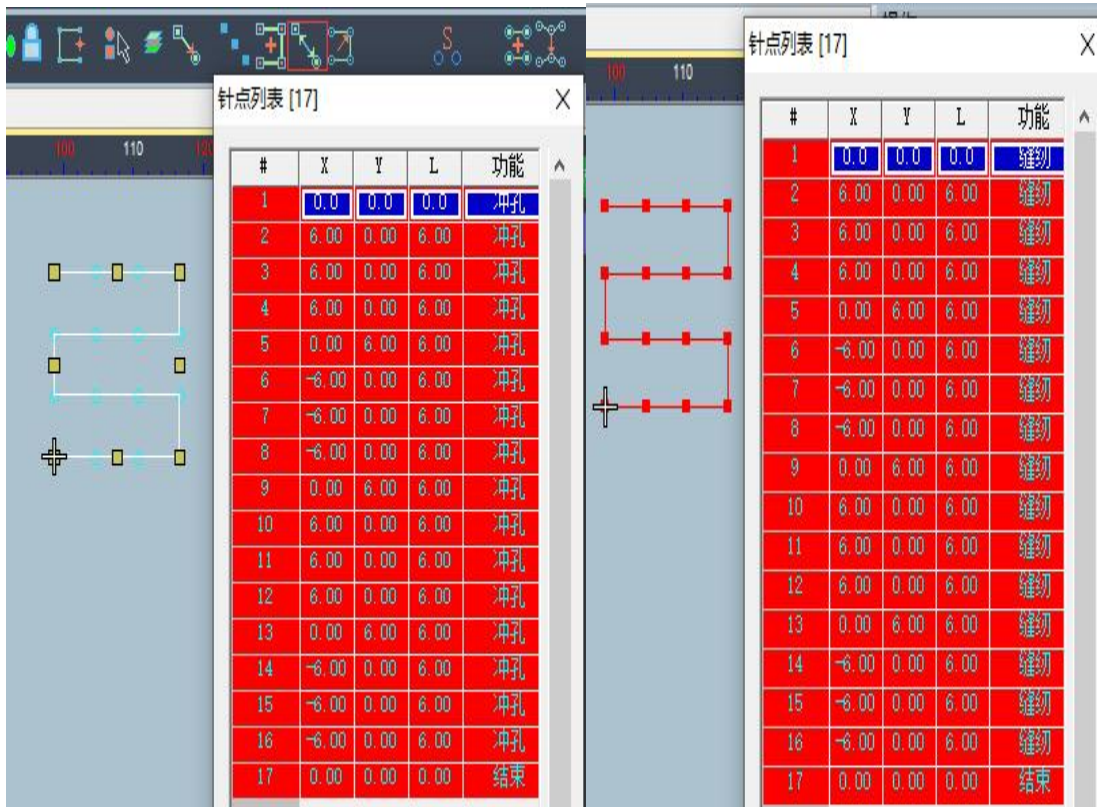 S
100 110 120
针点列表 [17]
# X Y L 功能
1 0.0 0.0 0.0 冲孔
2 6.00 0.00 6.00 冲孔
3 6.00 0.00 6.00 冲孔
4 6.00 0.00 6.00 冲孔
5 0.00 6.00 6.00 冲孔
6 -6.00 0.00 6.00 冲孔
7 -6.00 0.00 6.00 冲孔
8 -6.00 0.00 6.00 冲孔
9 0.00 6.00 6.00 冲孔
10 6.00 0.00 6.00 冲孔
11 6.00 0.00 6.00 冲孔
12 6.00 0.00 6.00 冲孔
13 0.00 6.00 6.00 冲孔
14 -6.00 0.00 6.00 冲孔
15 -6.00 0.00 6.00 冲孔
16 -6.00 0.00 6.00 冲孔
17 0.00 0.00 0.00 结束
100 110
针点列表 [17]
# X Y L 功能
1 0.0 0.0 0.0 缝纫
2 6.00 0.00 6.00 缝纫
3 6.00 0.00 6.00 缝纫
4 6.00 0.00 6.00 缝纫
5 0.00 6.00 6.00 缝纫
6 -6.00 0.00 6.00 缝纫
7 -6.00 0.00 6.00 缝纫
8 -6.00 0.00 6.00 缝纫
9 0.00 6.00 6.00 缝纫
10 6.00 0.00 6.00 缝纫
11 6.00 0.00 6.00 缝纫
12 6.00 0.00 6.00 缝纫
13 0.00 6.00 6.00 缝纫
14 -6.00 0.00 6.00 缝纫
15 -6.00 0.00 6.00 缝纫
16 -6.00 0.00 6.00 缝纫
17 0.00 0.00 0.00 结束